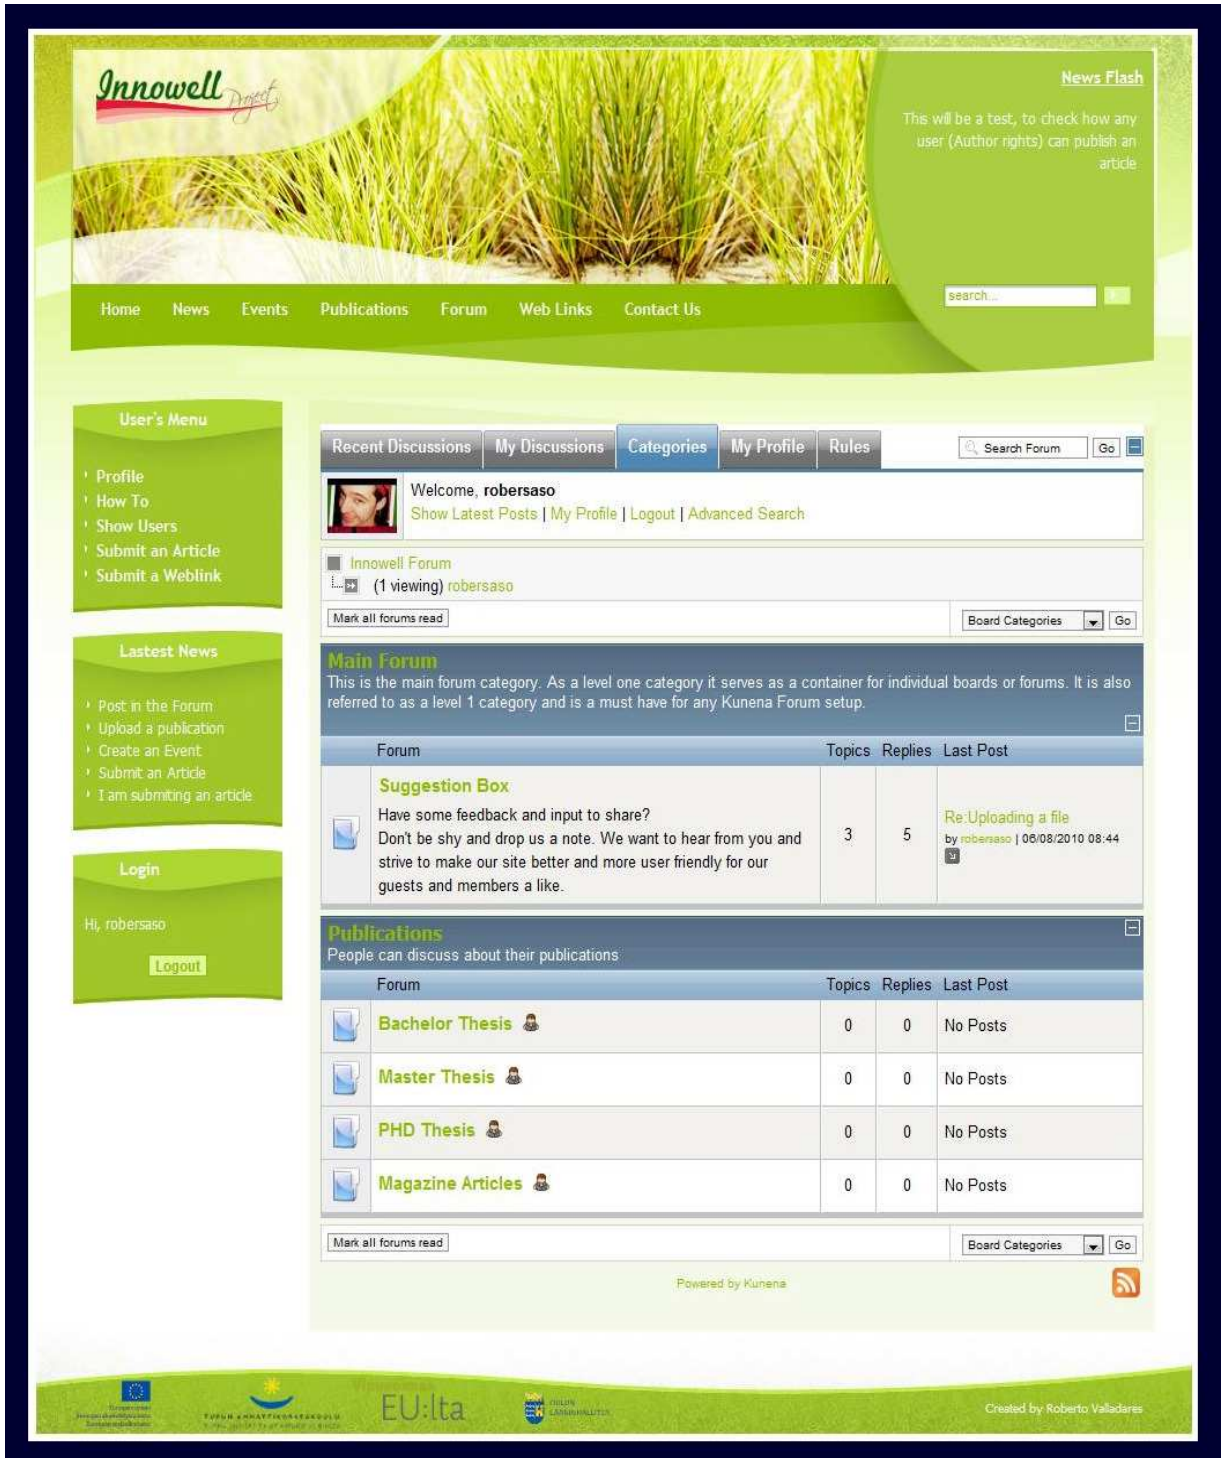 Innowell Project
News Flash
This will be a test, to check how any
user (Author rights) can publish an
article
search...
Home News Events Publications Forum Web Links Contact Us
User's Menu
Profile
How To
Show Users
Submit an Article
Submit a Weblink
Lastest News
Post in the Forum
Upload a publication
Create an Event
Submit an Article
I am submiting an article
Login
Hi, robersaso
Logout
Recent Discussions My Discussions Categories My Profile Rules
Search Forum Go
Welcome, robersaso
Show Latest Posts | My Profile | Logout | Advanced Search
Innowell Forum
(1 viewing) robersaso
Mark all forums read Board Categories Go
Main Forum
This is the main forum category. As a level one category it serves as a container for individual boards or forums. It is also
referred to as a level 1 category and is a must have for any Kunena Forum setup.
Forum Topics Replies Last Post
Suggestion Box
Have some feedback and input to share?
Don't be shy and drop us a note. We want to hear from you and
strive to make our site better and more user friendly for our
guests and members a like.
3 5
Re:Uploading a file
by robersaso | 06/08/2010 08:44
Publications
People can discuss about their publications
Forum Topics Replies Last Post
Bachelor Thesis 0 0 No Posts
Master Thesis 0 0 No Posts
PHD Thesis 0 0 No Posts
Magazine Articles 0 0 No Posts
Mark all forums read Board Categories Go
Powered by Kunena
TURUN AMMATTIKORKEAKOULU
EU:lta
Created by Roberto Valladares